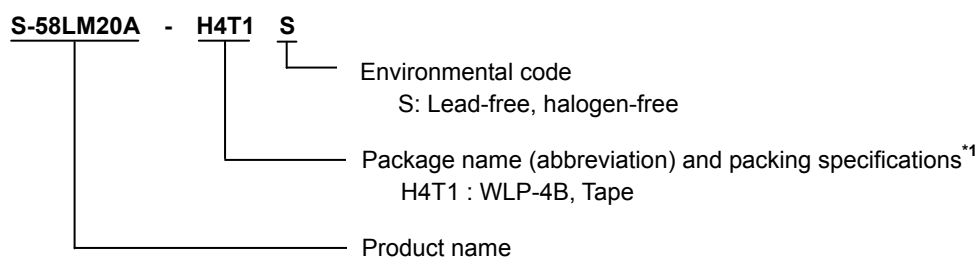 S-58LM20A - H4T1 S
Environmental code
S: Lead-free, halogen-free
Package name (abbreviation) and packing specifications*1
H4T1 : WLP-4B, Tape
Product name